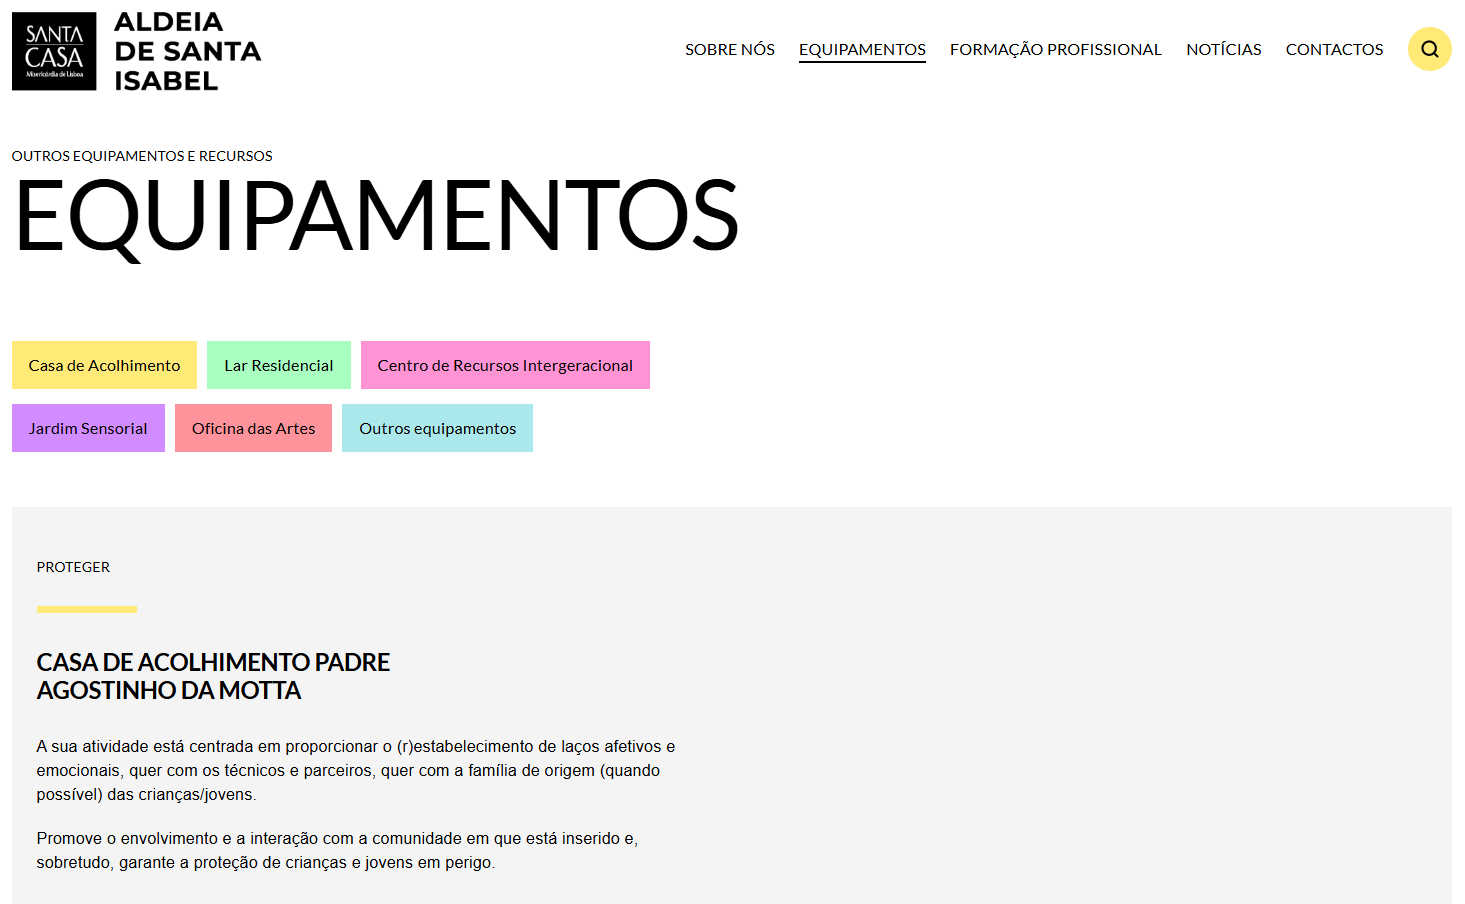 SANTA
CASA
Misericórdia de Lisboa
ALDEIA
DE SANTA
ISABEL
SOBRE NÓS EQUIPAMENTOS FORMAÇÃO PROFISSIONAL NOTÍCIAS CONTACTOS
OUTROS EQUIPAMENTOS E RECURSOS
EQUIPAMENTOS
Casa de Acolhimento Lar Residencial Centro de Recursos Intergeracional
Jardim Sensorial Oficina das Artes Outros equipamentos
PROTEGER
CASA DE ACOLHIMENTO PADRE
AGOSTINHO DA MOTTA
A sua atividade está centrada em proporcionar o (r)estabelecimento de laços afetivos e
emocionais, quer com os técnicos e parceiros, quer com a família de origem (quando
possível) das crianças/jovens.
Promove o envolvimento e a interação com a comunidade em que está inserido e,
sobretudo, garante a proteção de crianças e jovens em perigo.